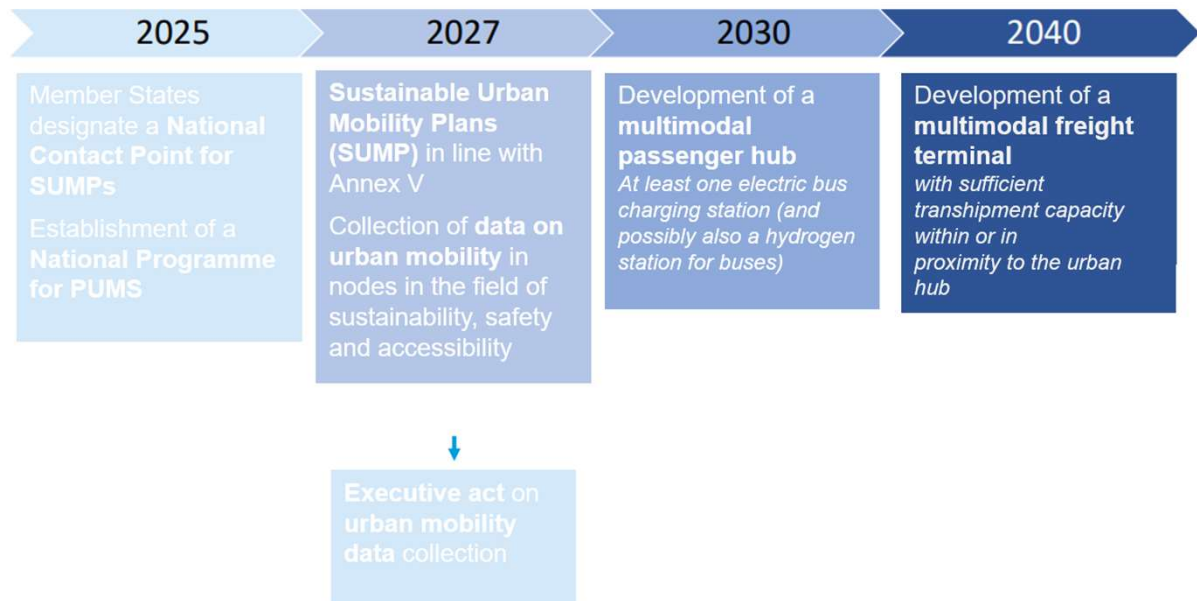 2025
2027
2030
2040
Member States
designate a National
Contact Point for
SUMPs
Establishment of a
National Programme
for PUMS
Sustainable Urban
Mobility Plans
(SUMP) in line with
Annex V
Collection of data on
urban mobility in
nodes in the field of
sustainability, safety
and accessibility
Executive act on
urban mobility
data collection
Development of a
multimodal
passenger hub
At least one electric bus
charging station (and
possibly also a hydrogen
station for buses)
Development of a
multimodal freight
terminal
with sufficient
transhipment capacity
within or in
proximity to the urban
hub